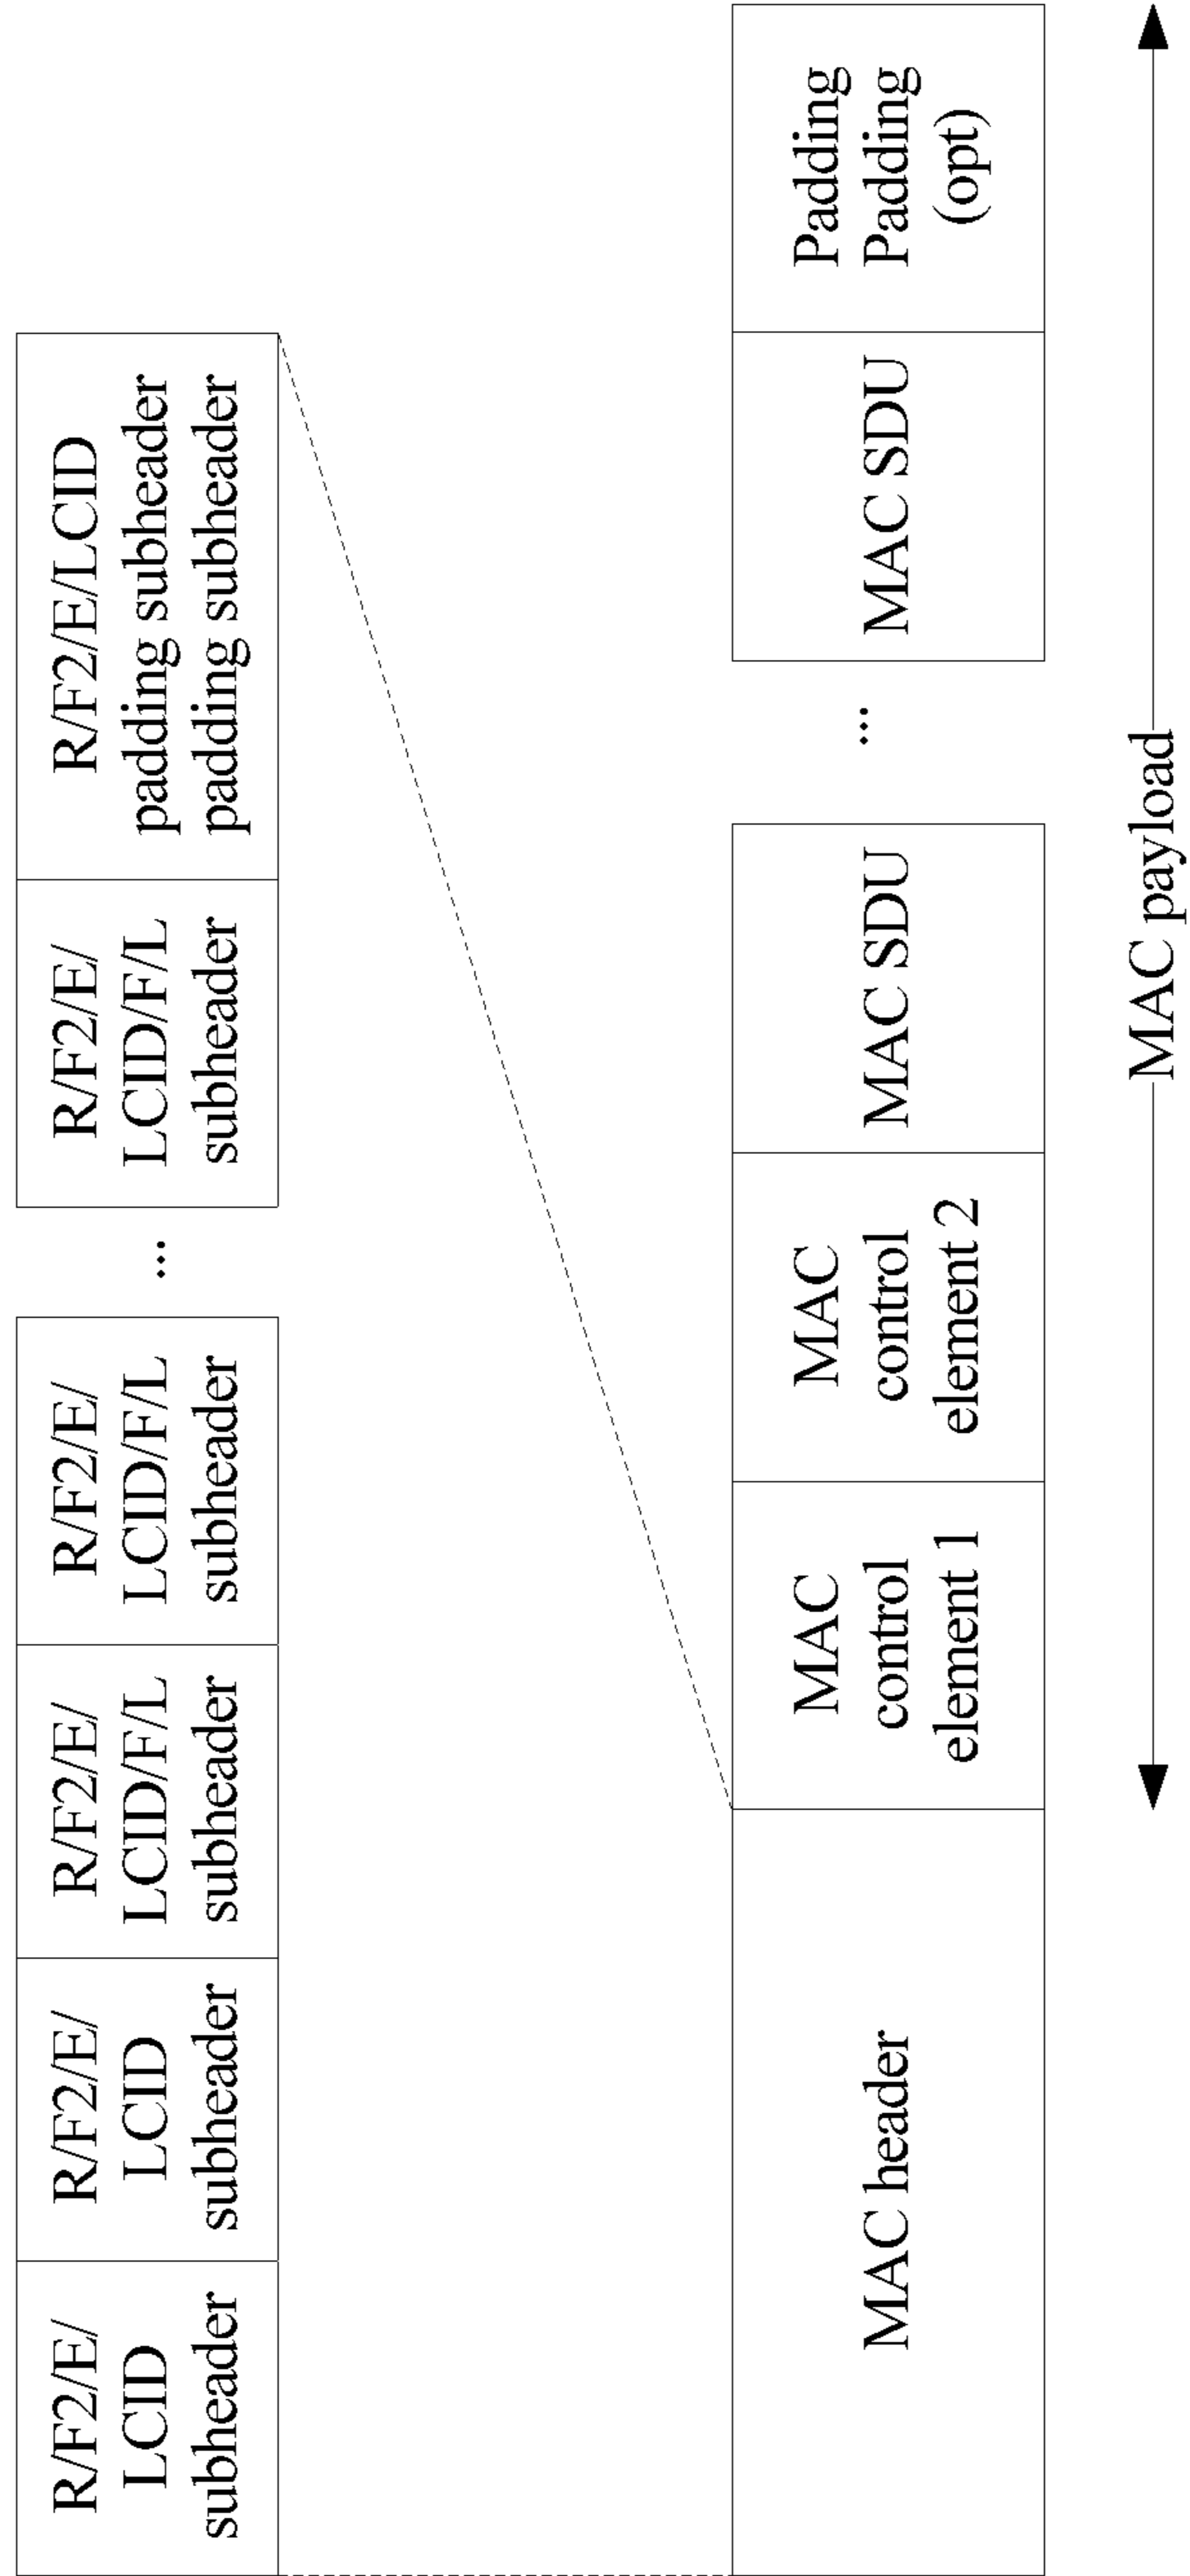 R/F2/E/
LCID
subheader
R/F2/E/
LCID
subheader
R/F2/E/
LCID/F/L
subheader
R/F2/E/
LCID/F/L
subheader
...
R/F2/E/
LCID/F/L
subheader
R/F2/E/LCID
padding subheader
padding subheader
MAC header
MAC
control
element 1
MAC
control
element 2
MAC SDU
...
MAC SDU
Padding
Padding
(opt)
MAC payload